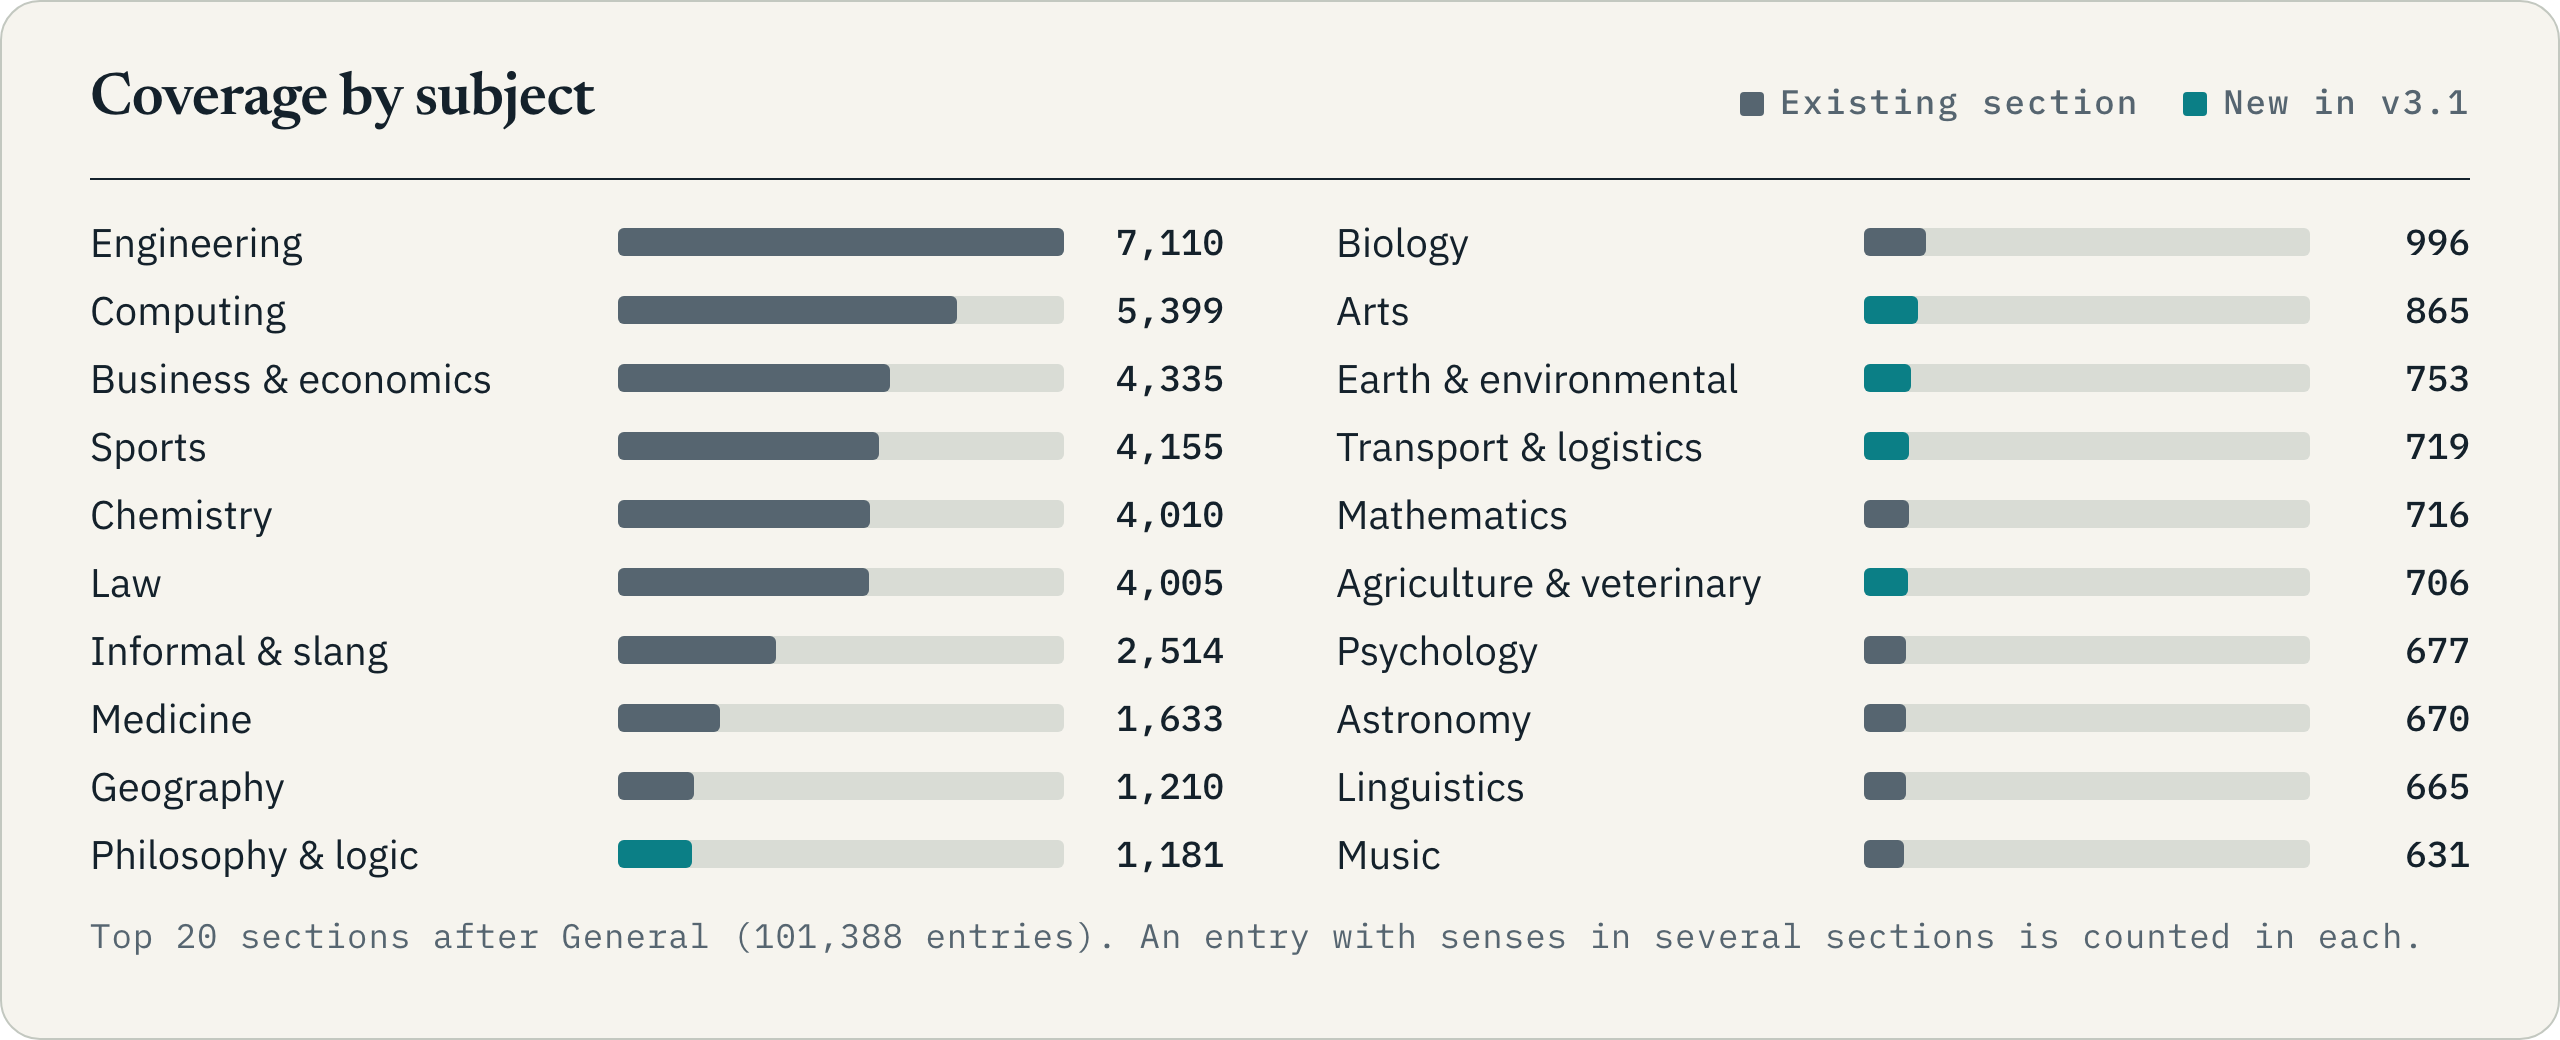 Coverage by subject
Existing section
New in v3.1
Engineering 7,110
Computing 5,399
Business & economics 4,335
Sports 4,155
Chemistry 4,010
Law 4,005
Informal & slang 2,514
Medicine 1,633
Geography 1,210
Philosophy & logic 1,181
Biology 996
Arts 865
Earth & environmental 753
Transport & logistics 719
Mathematics 716
Agriculture & veterinary 706
Psychology 677
Astronomy 670
Linguistics 665
Music 631
Top 20 sections after General (101,388 entries). An entry with senses in several sections is counted in each.